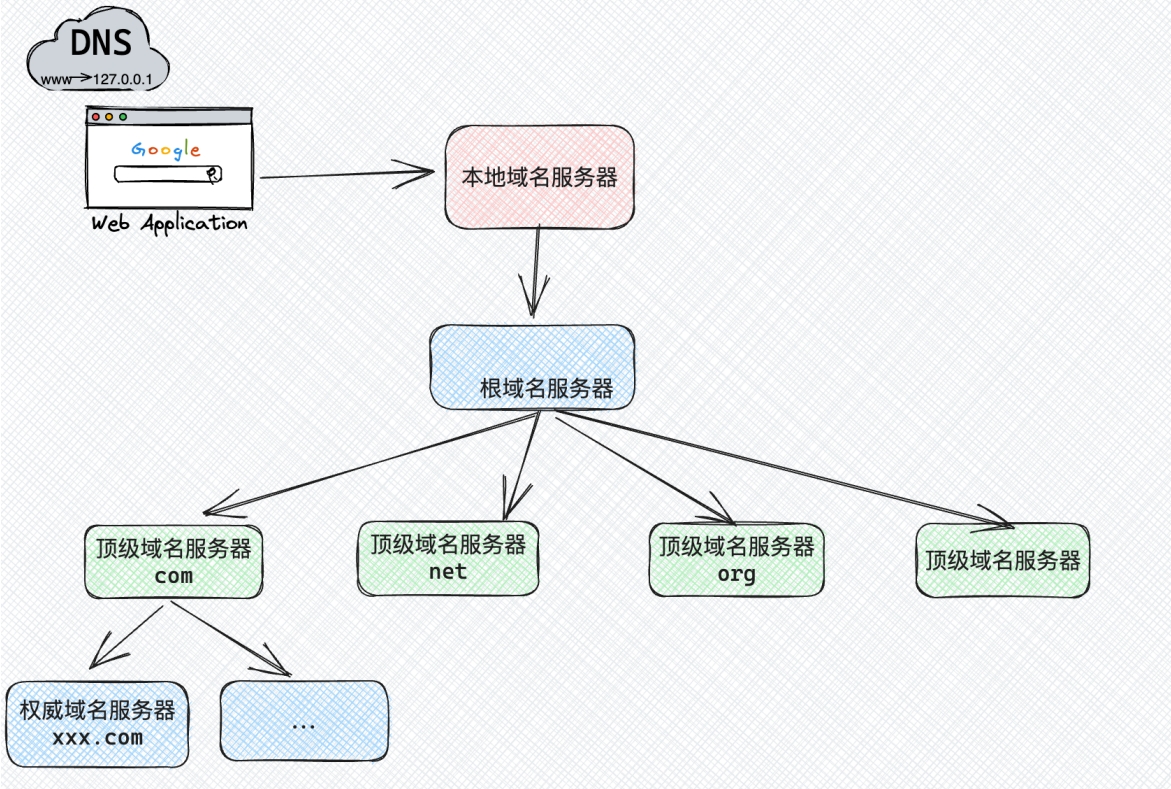 DNS
www→127.0.0.1
Google
Web Application
本地域名服务器
根域名服务器
顶级域名服务器
com
顶级域名服务器
net
顶级域名服务器
org
顶级域名服务器
权威域名服务器
xxx.com
...